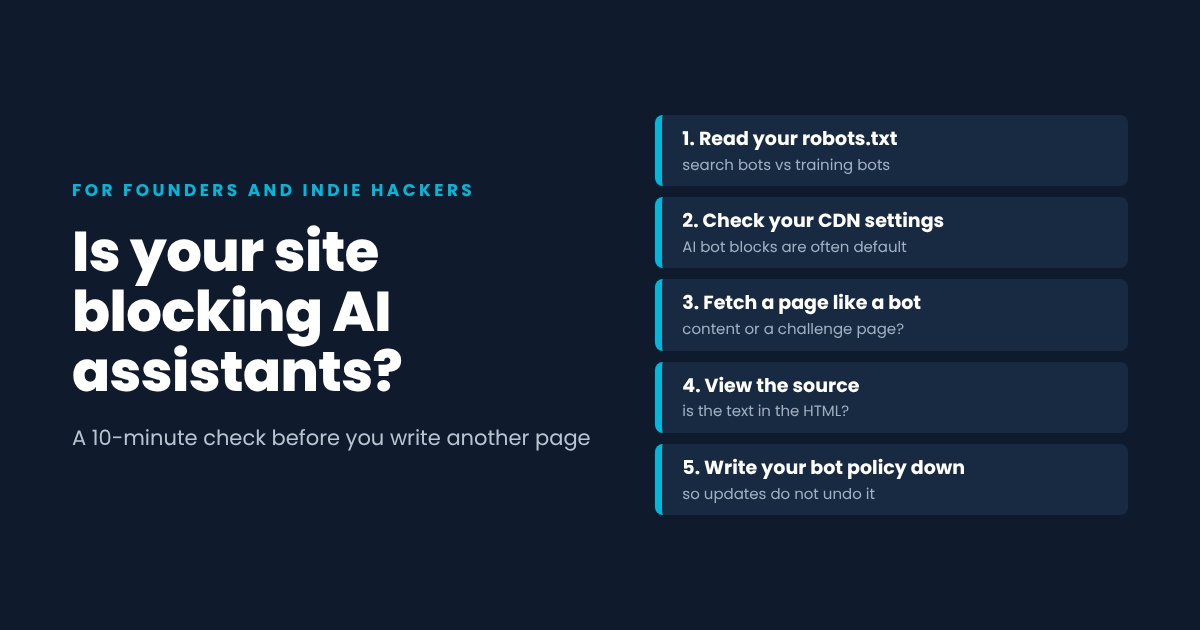 FOR FOUNDERS AND INDIE HACKERS
Is your site
blocking AI
assistants?
A 10-minute check before you write another page
1. Read your robots.txt
search bots vs training bots
2. Check your CDN settings
AI bot blocks are often default
3. Fetch a page like a bot
content or a challenge page?
4. View the source
is the text in the HTML?
5. Write your bot policy down
so updates do not undo it